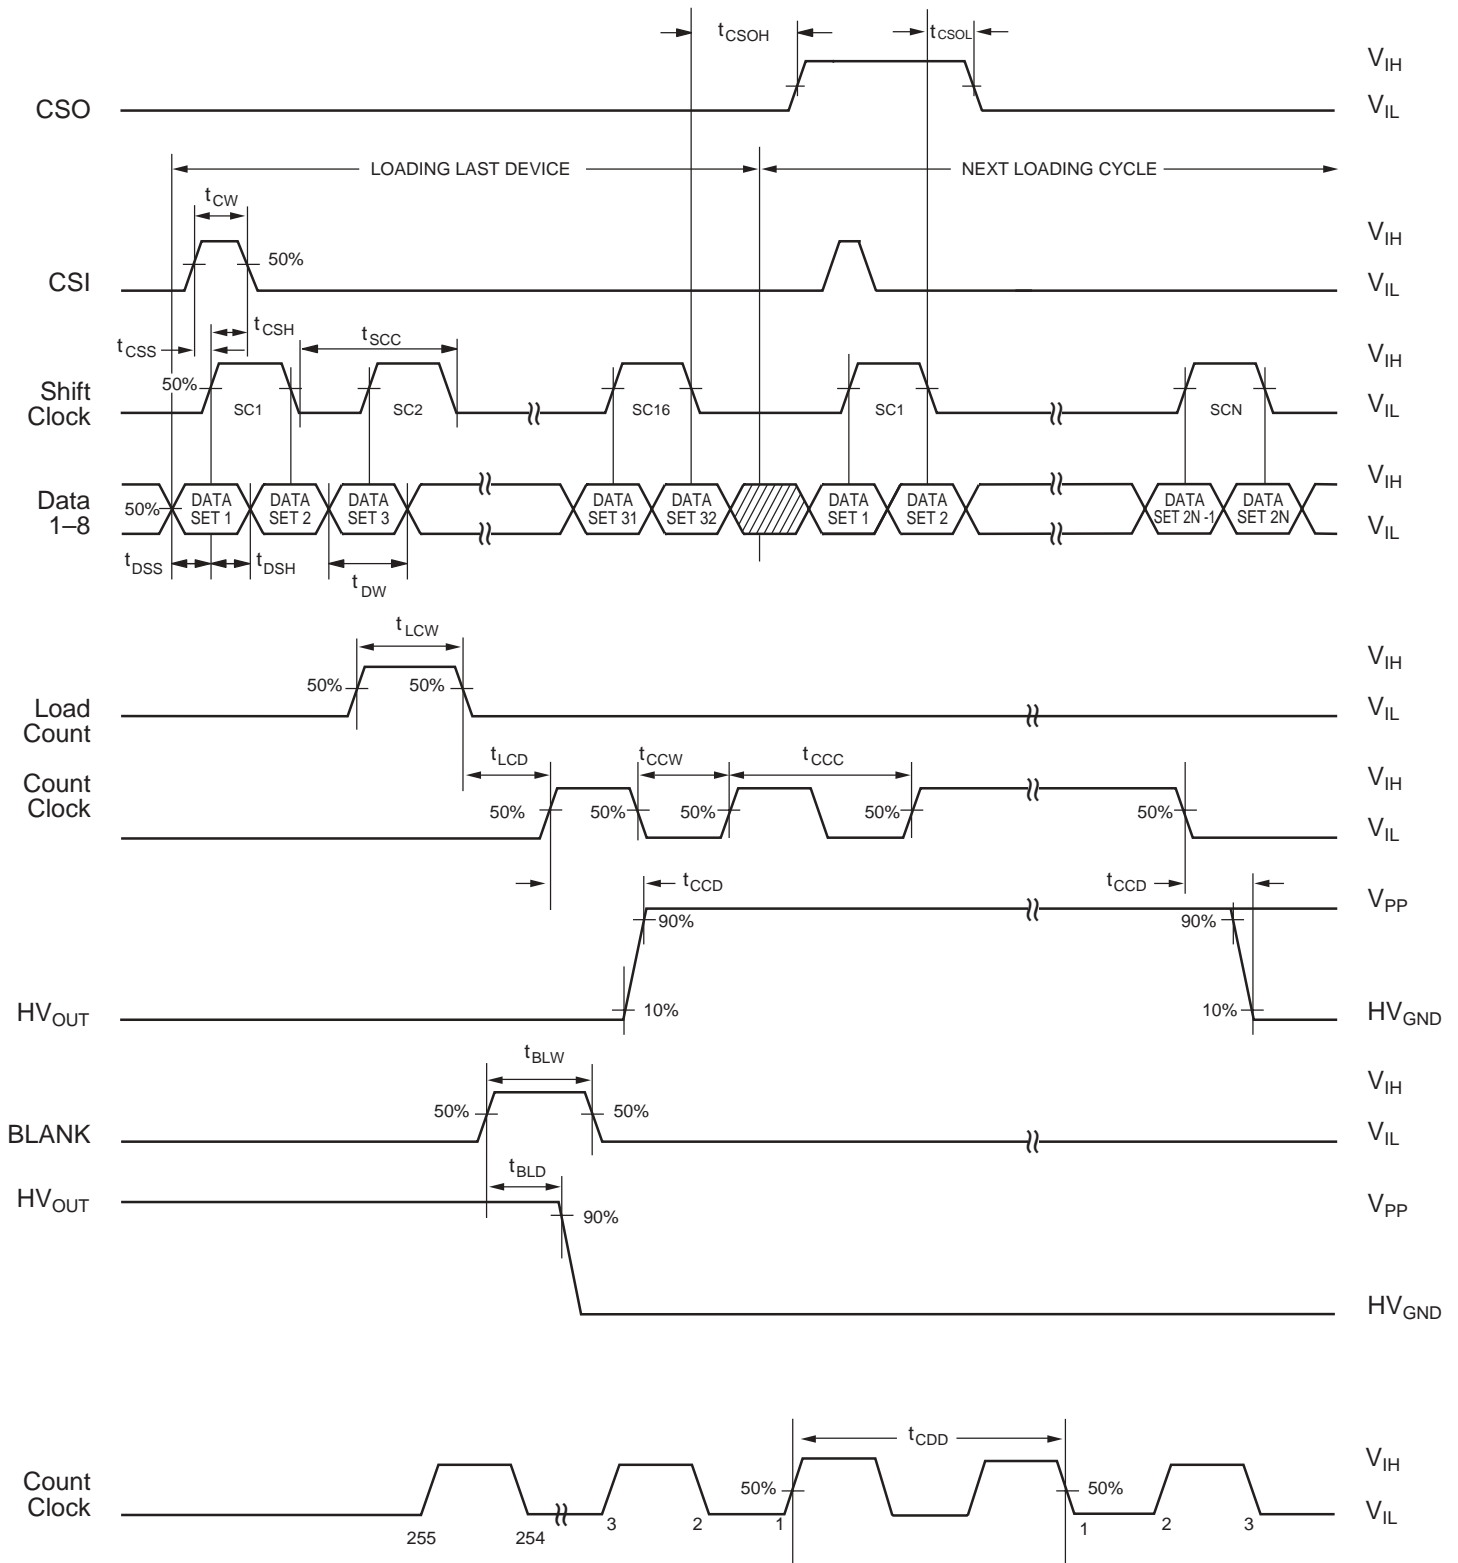 tCSOH
tCSOL
VIH
CSO
VIL
LOADING LAST DEVICE
NEXT LOADING CYCLE
tCW
VIH
50%
CSI
VIL
tCSH
tSCC
tCSS
VIH
50%
Shift
Clock
SC1
SC2
SC16
SC1
SCN
VIL
VIH
Data
1–8
50%
DATA
SET 1
DATA
SET 2
DATA
SET 3
DATA
SET 31
DATA
SET 32
DATA
SET 1
DATA
SET 2
DATA
SET 2N -1
DATA
SET 2N
VIL
tDSS
tDSH
tDW
tLCW
VIH
50%
50%
Load
Count
VIL
tLCD
tCCW
tCCC
Count
Clock
VIH
50%
50%
50%
50%
50%
VIL
tCCD
tCCD
VPP
90%
90%
HVOUT
10%
10%
HVGND
tBLW
VIH
50%
50%
BLANK
VIL
tBLD
HVOUT
VPP
90%
HVGND
tCDD
VIH
Count
Clock
50%
50%
VIL
255
254
3
2
1
1
2
3